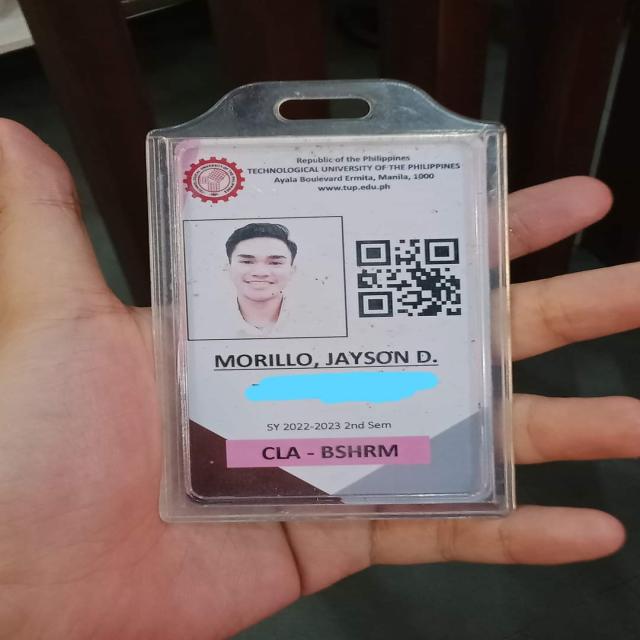 Republic of the Philippines
TECHNOLOGICAL UNIVERSITY OF THE PHILIPPINES
Ayala Boulevard Ermita, Manila, 1000
www.tup.edu.ph
MORILLO, JAYSON D.
SY 2022-2023 2nd Sem
CLA - BSHRM